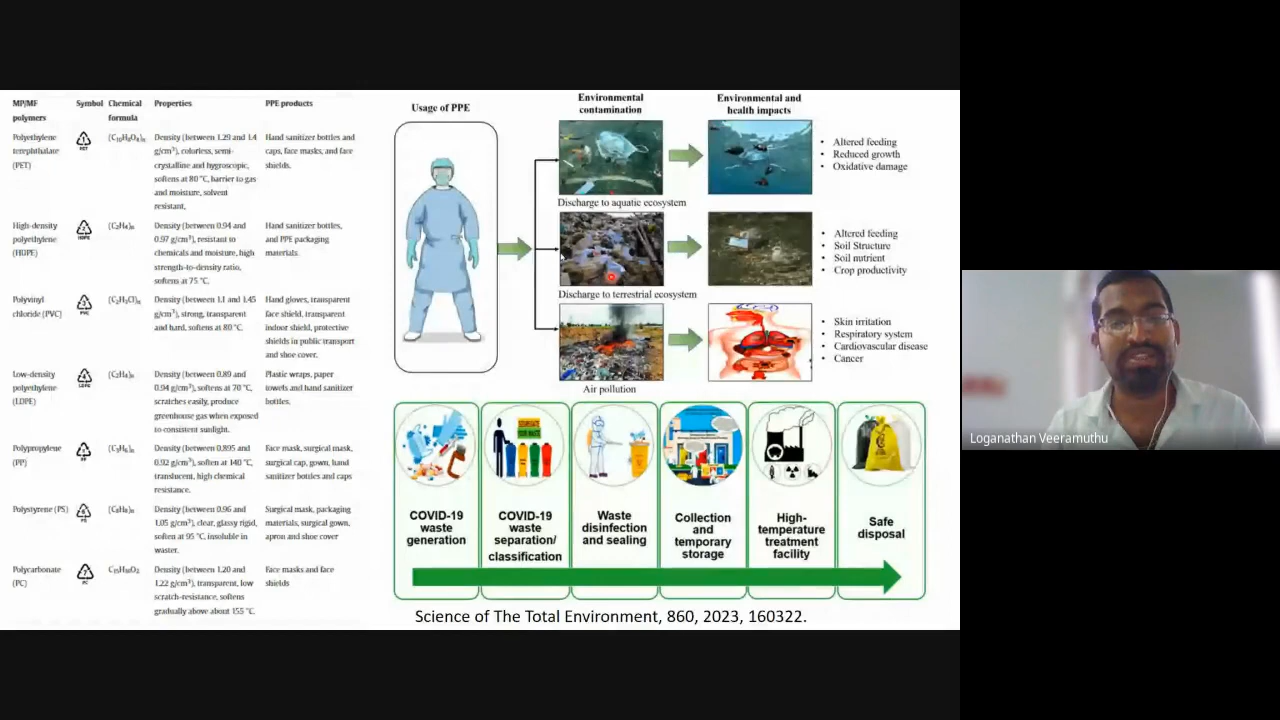 MP/MF polymers
Symbol
Chemical formula
Properties
PPE products
Polyethylene
terephthalate
(PET)
PET
(C₁₀H₈O₄)ₙ
Density (between 1.29 and 1.4
g/cm³), colorless, semi-
crystalline and hygroscopic,
softens at 80 °C, barrier to gas
and moisture, solvent
resistant.
Hand sanitizer bottles and
caps, face masks, and face
shields.
High-density
polyethylene
(HDPE)
HDPE
(C₂H₄)ₙ
Density (between 0.94 and
0.97 g/cm³), resistant to
chemicals and moisture, high
strength-to-density ratio,
softens at 75 °C.
Hand sanitizer bottles,
and PPE packaging
materials.
Polyvinyl
chloride (PVC)
PVC
(C₂H₃Cl)ₙ
Density (between 1.1 and 1.45
g/cm³), strong, transparent
and hard, softens at 80 °C.
Hand gloves, transparent
face shield, transparent
indoor shield, protective
shields in public transport
and shoe cover.
Low-density
polyethylene
(LDPE)
LDPE
(C₂H₄)ₙ
Density (between 0.89 and
0.94 g/cm³), softens at 70 °C,
scratches easily, produce
greenhouse gas when exposed
to consistent sunlight.
Plastic wraps, paper
towels and hand sanitizer
bottles.
Polypropylene
(PP)
PP
(C₃H₆)ₙ
Density (between 0.895 and
0.92 g/cm³), soften at 140 °C,
translucent, high chemical
resistance.
Face mask, surgical mask,
surgical cap, gown, hand
sanitizer bottles and caps
Polystyrene (PS)
PS
(C₈H₈)ₙ
Density (between 0.96 and
1.05 g/cm³), clear, glassy rigid,
soften at 95 °C, insoluble in
waster.
Surgical mask, packaging
materials, surgical gown,
apron and shoe cover
Polycarbonate
(PC)
PC
Density (between 1.20 and
1.22 g/cm³), transparent, low
scratch-resistance, softens
gradually above about 155 °C.
Face masks and face
shields
Usage of PPE
Environmental
contamination
Environmental and
health impacts
Discharge to aquatic ecosystem
• Altered feeding
• Reduced growth
• Oxidative damage
Discharge to terrestrial ecosystem
• Altered feeding
• Soil Structure
• Soil nutrient
• Crop productivity
Air pollution
• Skin irritation
• Respiratory system
• Cardiovascular disease
• Cancer
COVID-19
waste
generation
COVID-19
waste
separation/
classification
Waste
disinfection
and sealing
Collection
and
temporary
storage
High-
temperature
treatment
facility
Safe
disposal
Science of The Total Environment, 860, 2023, 160322.
Loganathan Veeramuthu